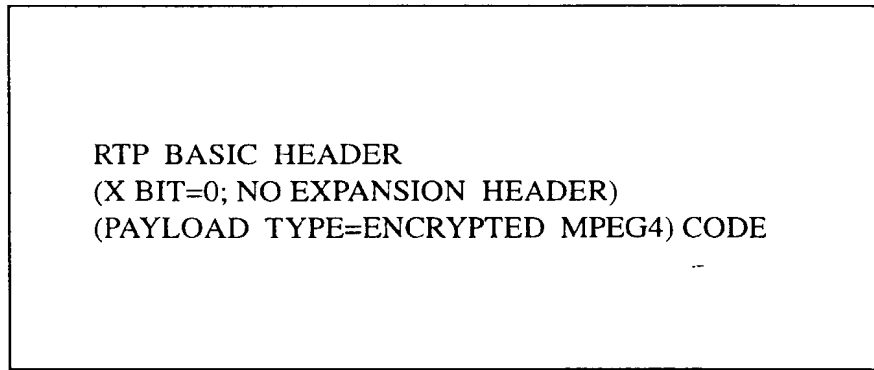 RTP BASIC HEADER
(X BIT=0; NO EXPANSION HEADER)
(PAYLOAD TYPE=ENCRYPTED MPEG4) CODE